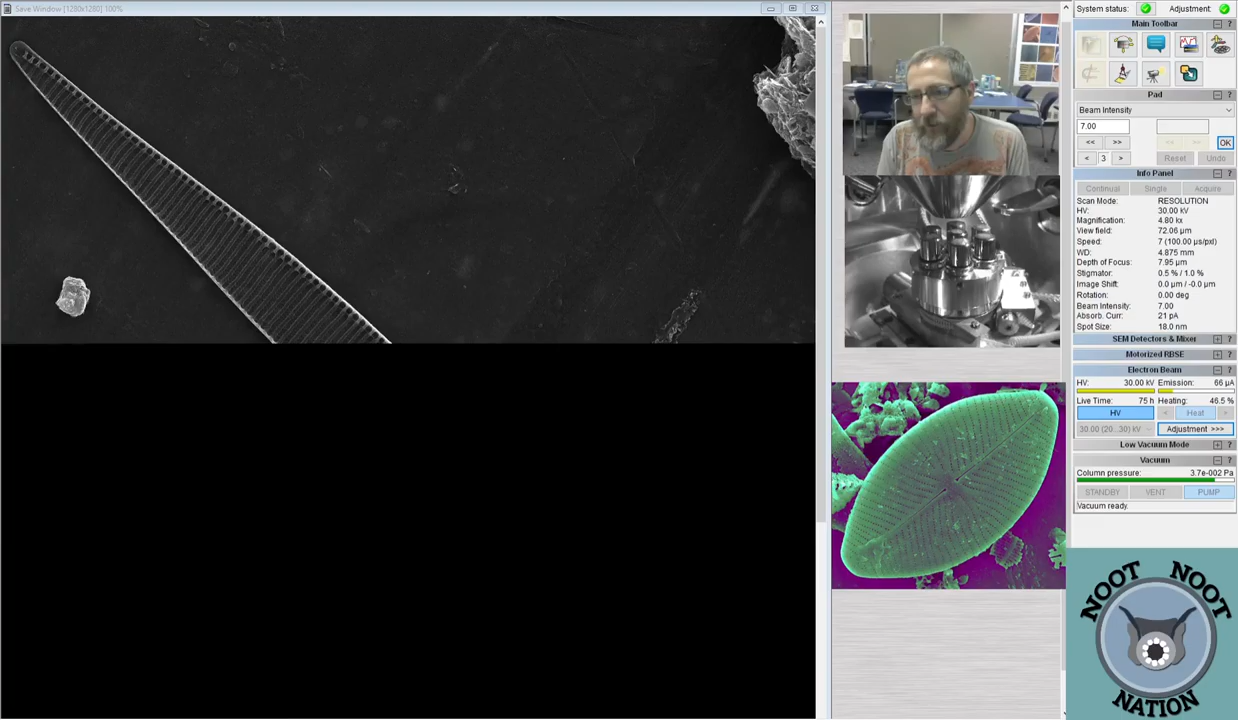 Save Window [1280x1280] 100%
System status: Adjustment:
Main Toolbar
Pad
Beam Intensity
7.00
<< >> OK
< 3 > Reset Undo
Info Panel
Continual Single Acquire
Scan Mode: RESOLUTION
HV: 30.00 kV
Magnification: 4.80 kx
View field: 72.06 µm
Speed: 7 (100.00 µs/pxl)
WD: 4.875 mm
Depth of Focus: 7.95 µm
Stigmator: 0.5 % / 1.0 %
Image Shift: 0.0 µm / -0.0 µm
Rotation: 0.00 deg
Beam Intensity: 7.00
Absorb. Curr: 21 pA
Spot Size: 18.0 nm
SEM Detectors & Mixer
Motorized RBSE
Electron Beam
HV: 30.00 kV Emission: 66 µA
Live Time: 75 h Heating: 46.5 %
HV < Heat >
30.00 (20...30) kV Adjustment >>>
Low Vacuum Mode
Vacuum
Column pressure: 3.7e-002 Pa
STANDBY VENT PUMP
Vacuum ready.
NOOT NOOT
NATION